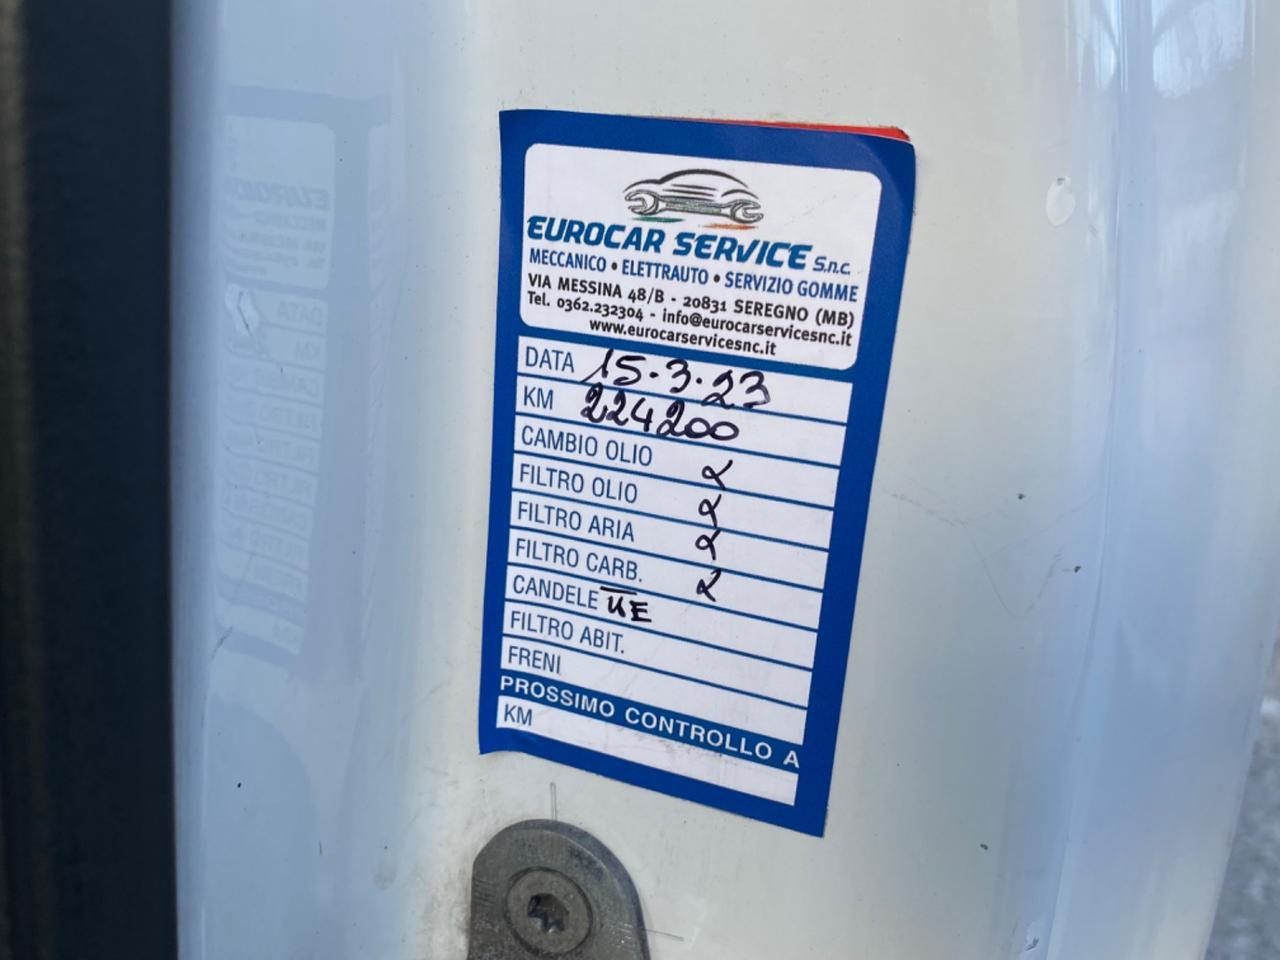 EUROCAR SERVICE S.n.c.
MECCANICO • ELETTRAUTO • SERVIZIO GOMME
VIA MESSINA 48/B - 20831 SEREGNO (MB)
Tel. 0362.232304 - info@eurocarservicesnc.it
www.eurocarservicesnc.it
DATA 15.3.23
KM 224200
CAMBIO OLIO
FILTRO OLIO
FILTRO ARIA
FILTRO CARB.
CANDELE
FILTRO ABIT.
FRENI
PROSSIMO CONTROLLO A
KM